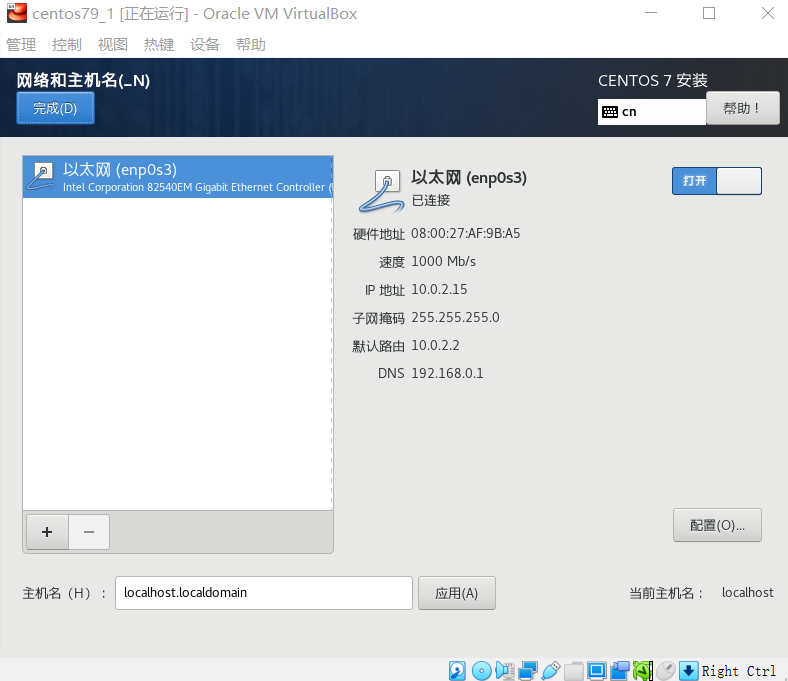 centos79_1 [正在运行] - Oracle VM VirtualBox
管理 控制 视图 热键 设备 帮助
网络和主机名(_N)
CENTOS 7 安装
完成(D)
cn
帮助！
以太网 (enp0s3)
Intel Corporation 82540EM Gigabit Ethernet Controller (
以太网 (enp0s3)
已连接
打开
硬件地址 08:00:27:AF:9B:A5
速度 1000 Mb/s
IP 地址 10.0.2.15
子网掩码 255.255.255.0
默认路由 10.0.2.2
DNS 192.168.0.1
+ −
配置(O)...
主机名（H）： localhost.localdomain 应用(A) 当前主机名： localhost
Right Ctrl